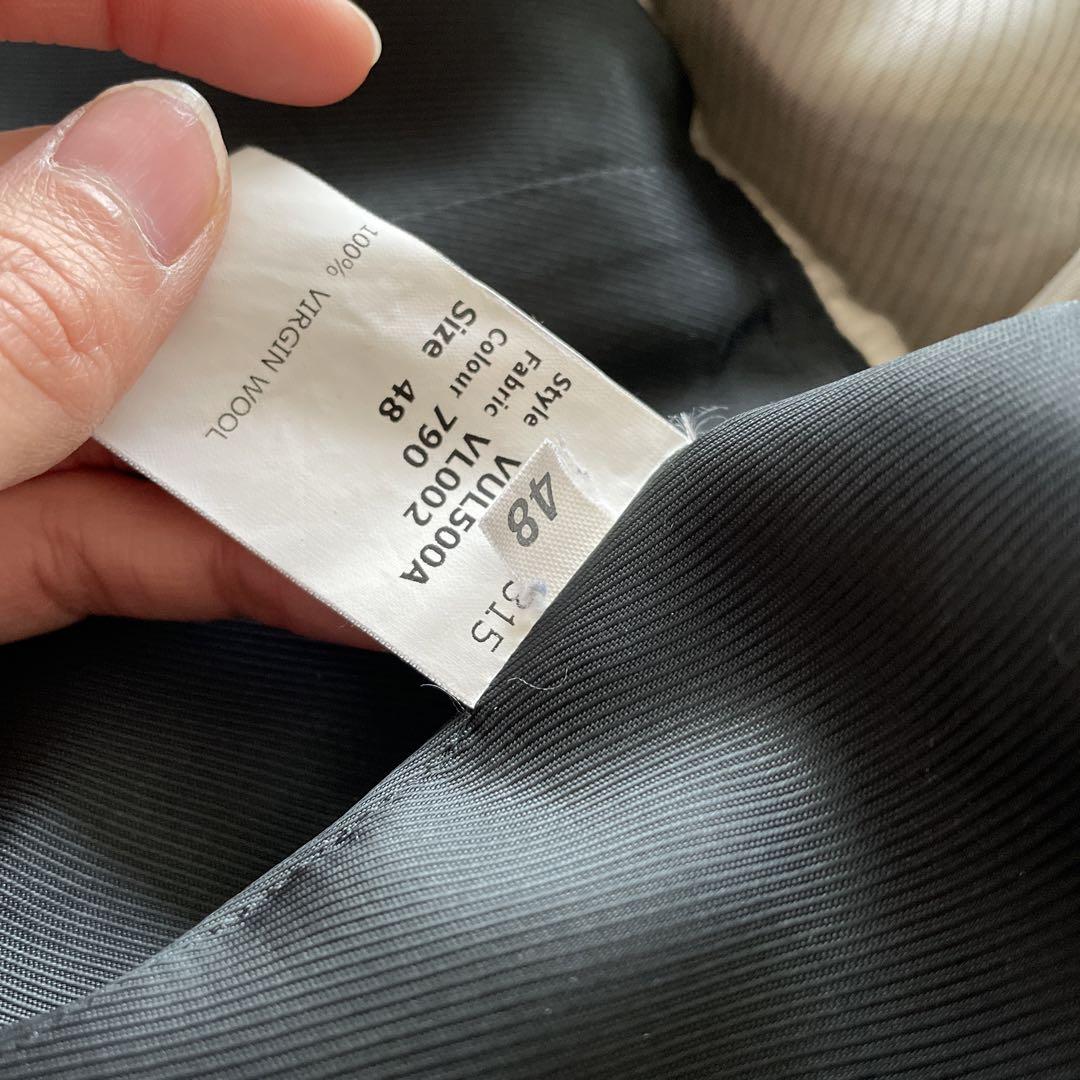 48
315
Style VUL500A
Fabric VL002
Colour 790
Size 48
100% VIRGIN WOOL